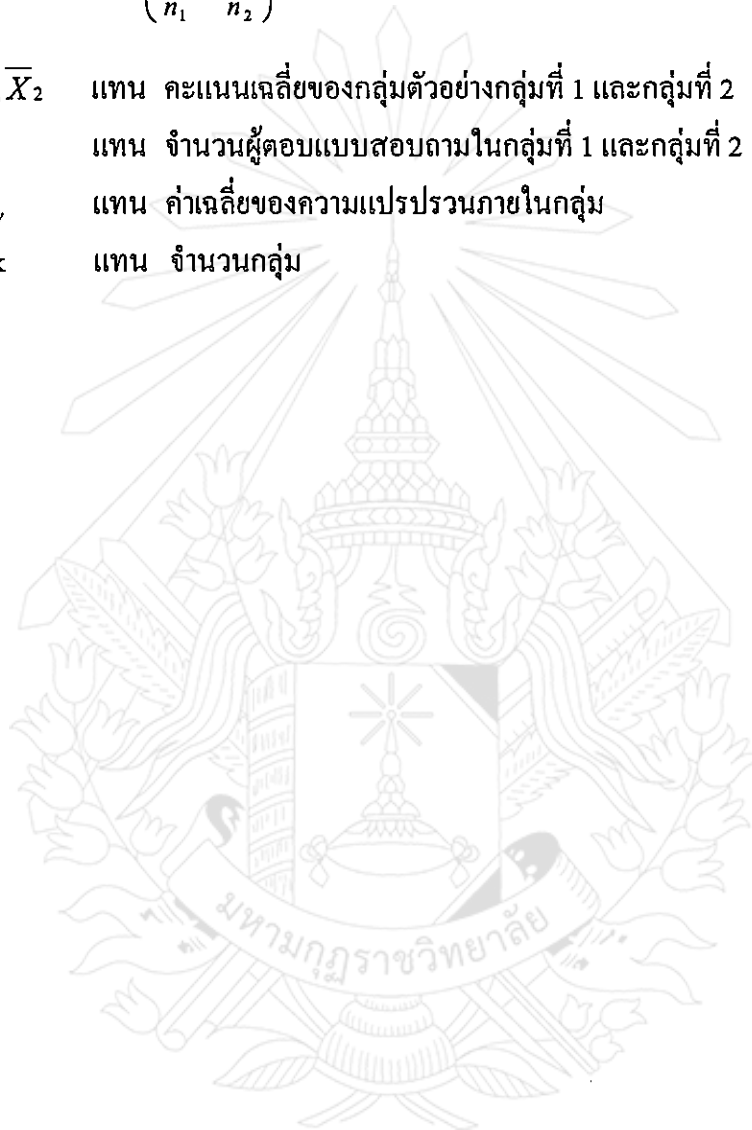 ( n₁ n₂ )
X̅₂ แทน คะแนนเฉลี่ยของกลุ่มตัวอย่างกลุ่มที่ 1 และกลุ่มที่ 2
แทน จำนวนผู้ตอบแบบสอบถามในกลุ่มที่ 1 และกลุ่มที่ 2
แทน ค่าเฉลี่ยของความแปรปรวนภายในกลุ่ม
แทน จำนวนกลุ่ม
มหามกุฏราชวิทยาลัย